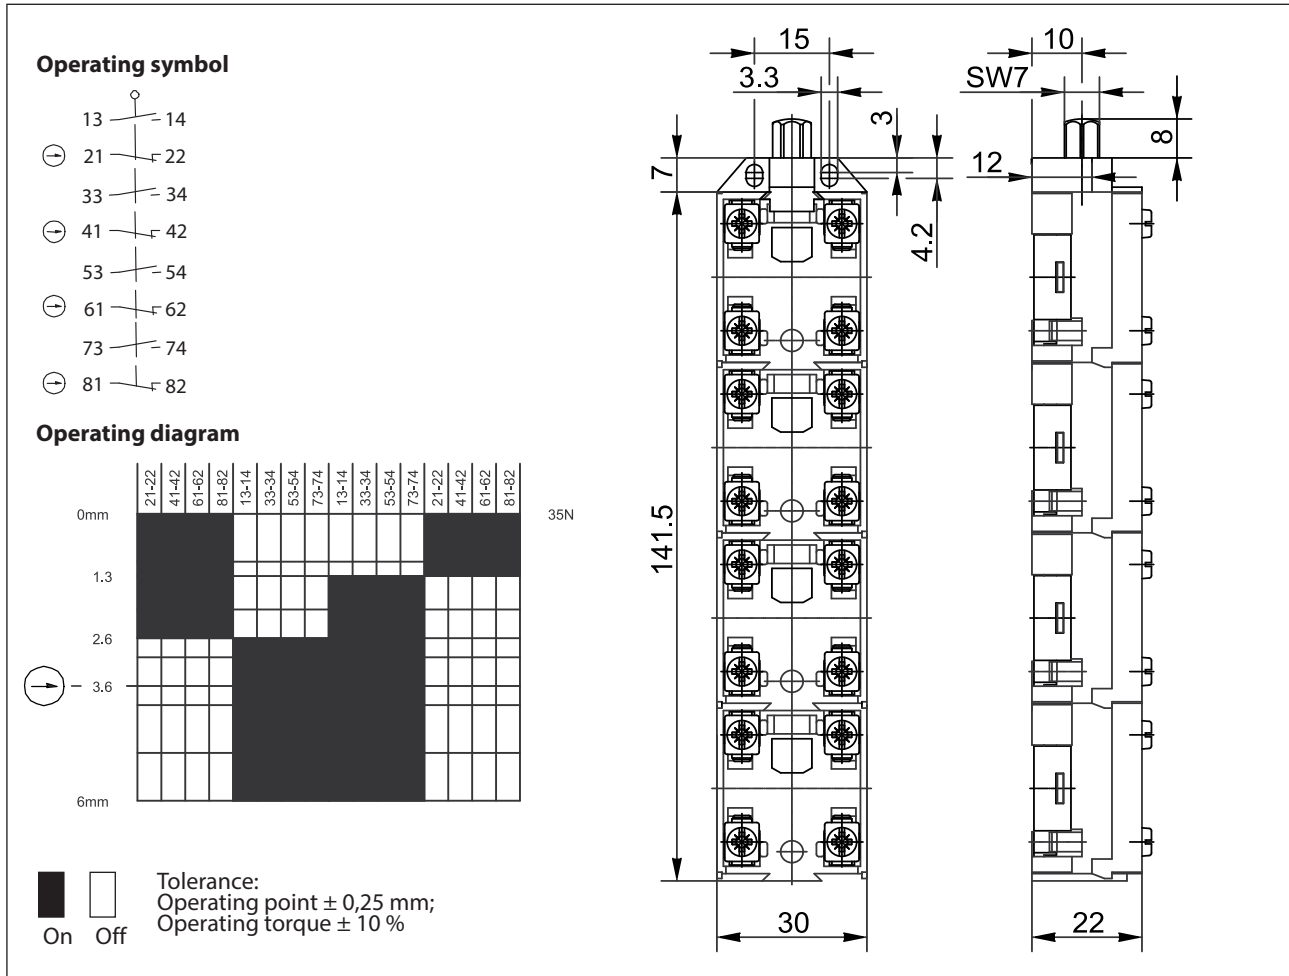 Operating symbol
13 14
21 22
33 34
41 42
53 54
61 62
73 74
81 82
Operating diagram
21-22 41-42 61-62 81-82 13-14 33-34 53-54 73-74 13-14 33-34 53-54 73-74 21-22 41-42 61-62 81-82
0mm 35N
1.3
2.6
3.6
6mm
On Off
Tolerance:
Operating point ± 0,25 mm;
Operating torque ± 10 %
15
3.3
3
7
4.2
141.5
30
10
SW7
8
12
22